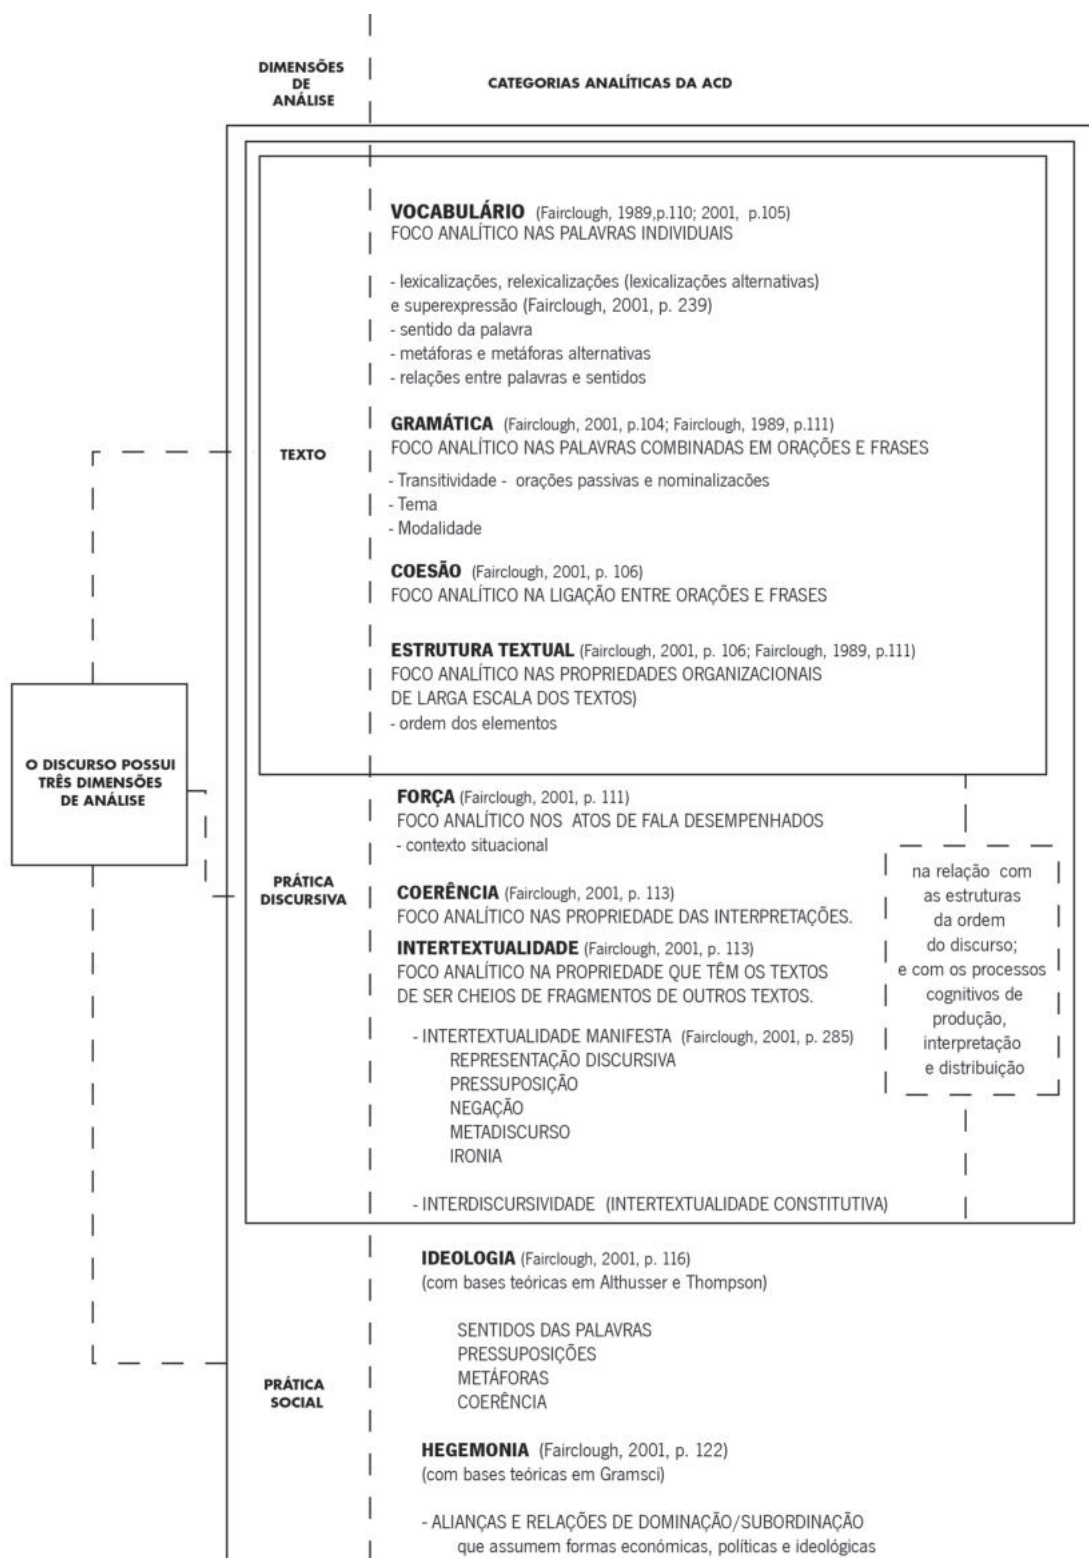 DIMENSÕES
DE
ANÁLISE
CATEGORIAS ANALÍTICAS DA ACD
O DISCURSO POSSUI
TRÊS DIMENSÕES
DE ANÁLISE
TEXTO
VOCABULÁRIO (Fairclough, 1989,p.110; 2001, p.105)
FOCO ANALÍTICO NAS PALAVRAS INDIVIDUAIS
- lexicalizações, relexicalizações (lexicalizações alternativas)
e superexpressão (Fairclough, 2001, p. 239)
- sentido da palavra
- metáforas e metáforas alternativas
- relações entre palavras e sentidos
GRAMÁTICA (Fairclough, 2001, p.104; Fairclough, 1989, p.111)
FOCO ANALÍTICO NAS PALAVRAS COMBINADAS EM ORAÇÕES E FRASES
- Transitividade - orações passivas e nominalizacões
- Tema
- Modalidade
COESÃO (Fairclough, 2001, p. 106)
FOCO ANALÍTICO NA LIGAÇÃO ENTRE ORAÇÕES E FRASES
ESTRUTURA TEXTUAL (Fairclough, 2001, p. 106; Fairclough, 1989, p.111)
FOCO ANALÍTICO NAS PROPRIEDADES ORGANIZACIONAIS
DE LARGA ESCALA DOS TEXTOS)
- ordem dos elementos
PRÁTICA
DISCURSIVA
FORÇA (Fairclough, 2001, p. 111)
FOCO ANALÍTICO NOS ATOS DE FALA DESEMPENHADOS
- contexto situacional
COERÊNCIA (Fairclough, 2001, p. 113)
FOCO ANALÍTICO NAS PROPRIEDADE DAS INTERPRETAÇÕES.
INTERTEXTUALIDADE (Fairclough, 2001, p. 113)
FOCO ANALÍTICO NA PROPRIEDADE QUE TÊM OS TEXTOS
DE SER CHEIOS DE FRAGMENTOS DE OUTROS TEXTOS.
- INTERTEXTUALIDADE MANIFESTA (Fairclough, 2001, p. 285)
REPRESENTAÇÃO DISCURSIVA
PRESSUPOSIÇÃO
NEGAÇÃO
METADISCURSO
IRONIA
- INTERDISCURSIVIDADE (INTERTEXTUALIDADE CONSTITUTIVA)
na relação com
as estruturas
da ordem
do discurso;
e com os processos
cognitivos de
produção,
interpretação
e distribuição
PRÁTICA
SOCIAL
IDEOLOGIA (Fairclough, 2001, p. 116)
(com bases teóricas em Althusser e Thompson)
SENTIDOS DAS PALAVRAS
PRESSUPOSIÇÕES
METÁFORAS
COERÊNCIA
HEGEMONIA (Fairclough, 2001, p. 122)
(com bases teóricas em Gramsci)
- ALIANÇAS E RELAÇÕES DE DOMINAÇÃO/SUBORDINAÇÃO
que assumem formas económicas, políticas e ideológicas